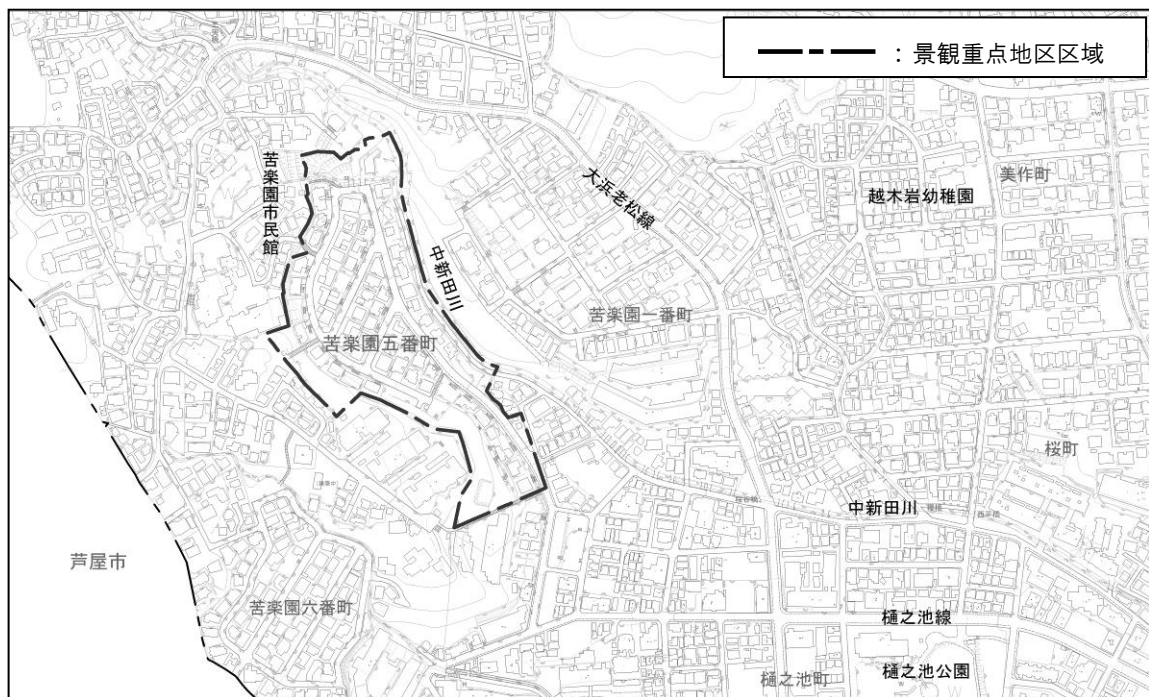 ：景観重点地区区域
苦楽園市民館
大浜老松線
越木岩幼稚園
美作町
中新田川
苦楽園一番町
苦楽園五番町
桜町
中新田川
芦屋市
苦楽園六番町
樋之池線
樋之池町
樋之池公園